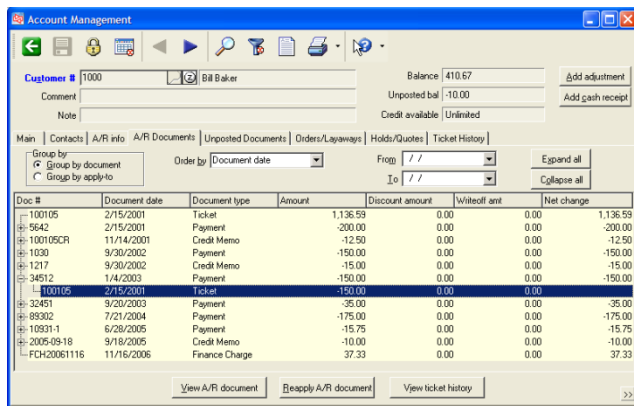 Account Management
Customer # 1000 Bill Baker Balance 410.67 Add adjustment
Comment Unposted bal -10.00 Add cash receipt
Note Credit available Unlimited
Main Contacts A/R info A/R Documents Unposted Documents Orders/Layaways Holds/Quotes Ticket History
Group by
Group by document Order by Document date From / / Expand all
Group by apply-to To / / Collapse all
Doc # Document date Document type Amount Discount amount Writeoff amt Net change
100105 2/15/2001 Ticket 1,136.59 0.00 0.00 1,136.59
5642 2/15/2001 Payment -200.00 0.00 0.00 -200.00
100105CR 11/14/2001 Credit Memo -12.50 0.00 0.00 -12.50
1030 9/30/2002 Payment -150.00 0.00 0.00 -150.00
1217 9/30/2002 Credit Memo -15.00 0.00 0.00 -15.00
34512 1/4/2003 Payment -150.00 0.00 0.00 -150.00
100105 2/15/2001 Ticket -150.00 0.00 0.00
32451 9/20/2003 Payment -35.00 0.00 0.00 -35.00
89302 7/21/2004 Payment -175.00 0.00 0.00 -175.00
10931-1 6/28/2005 Payment -15.75 0.00 0.00 -15.75
2005-09-18 9/18/2005 Credit Memo -10.00 0.00 0.00 -10.00
FCH20061116 11/16/2006 Finance Charge 37.33 0.00 0.00 37.33
View A/R document Reapply A/R document View ticket history >>